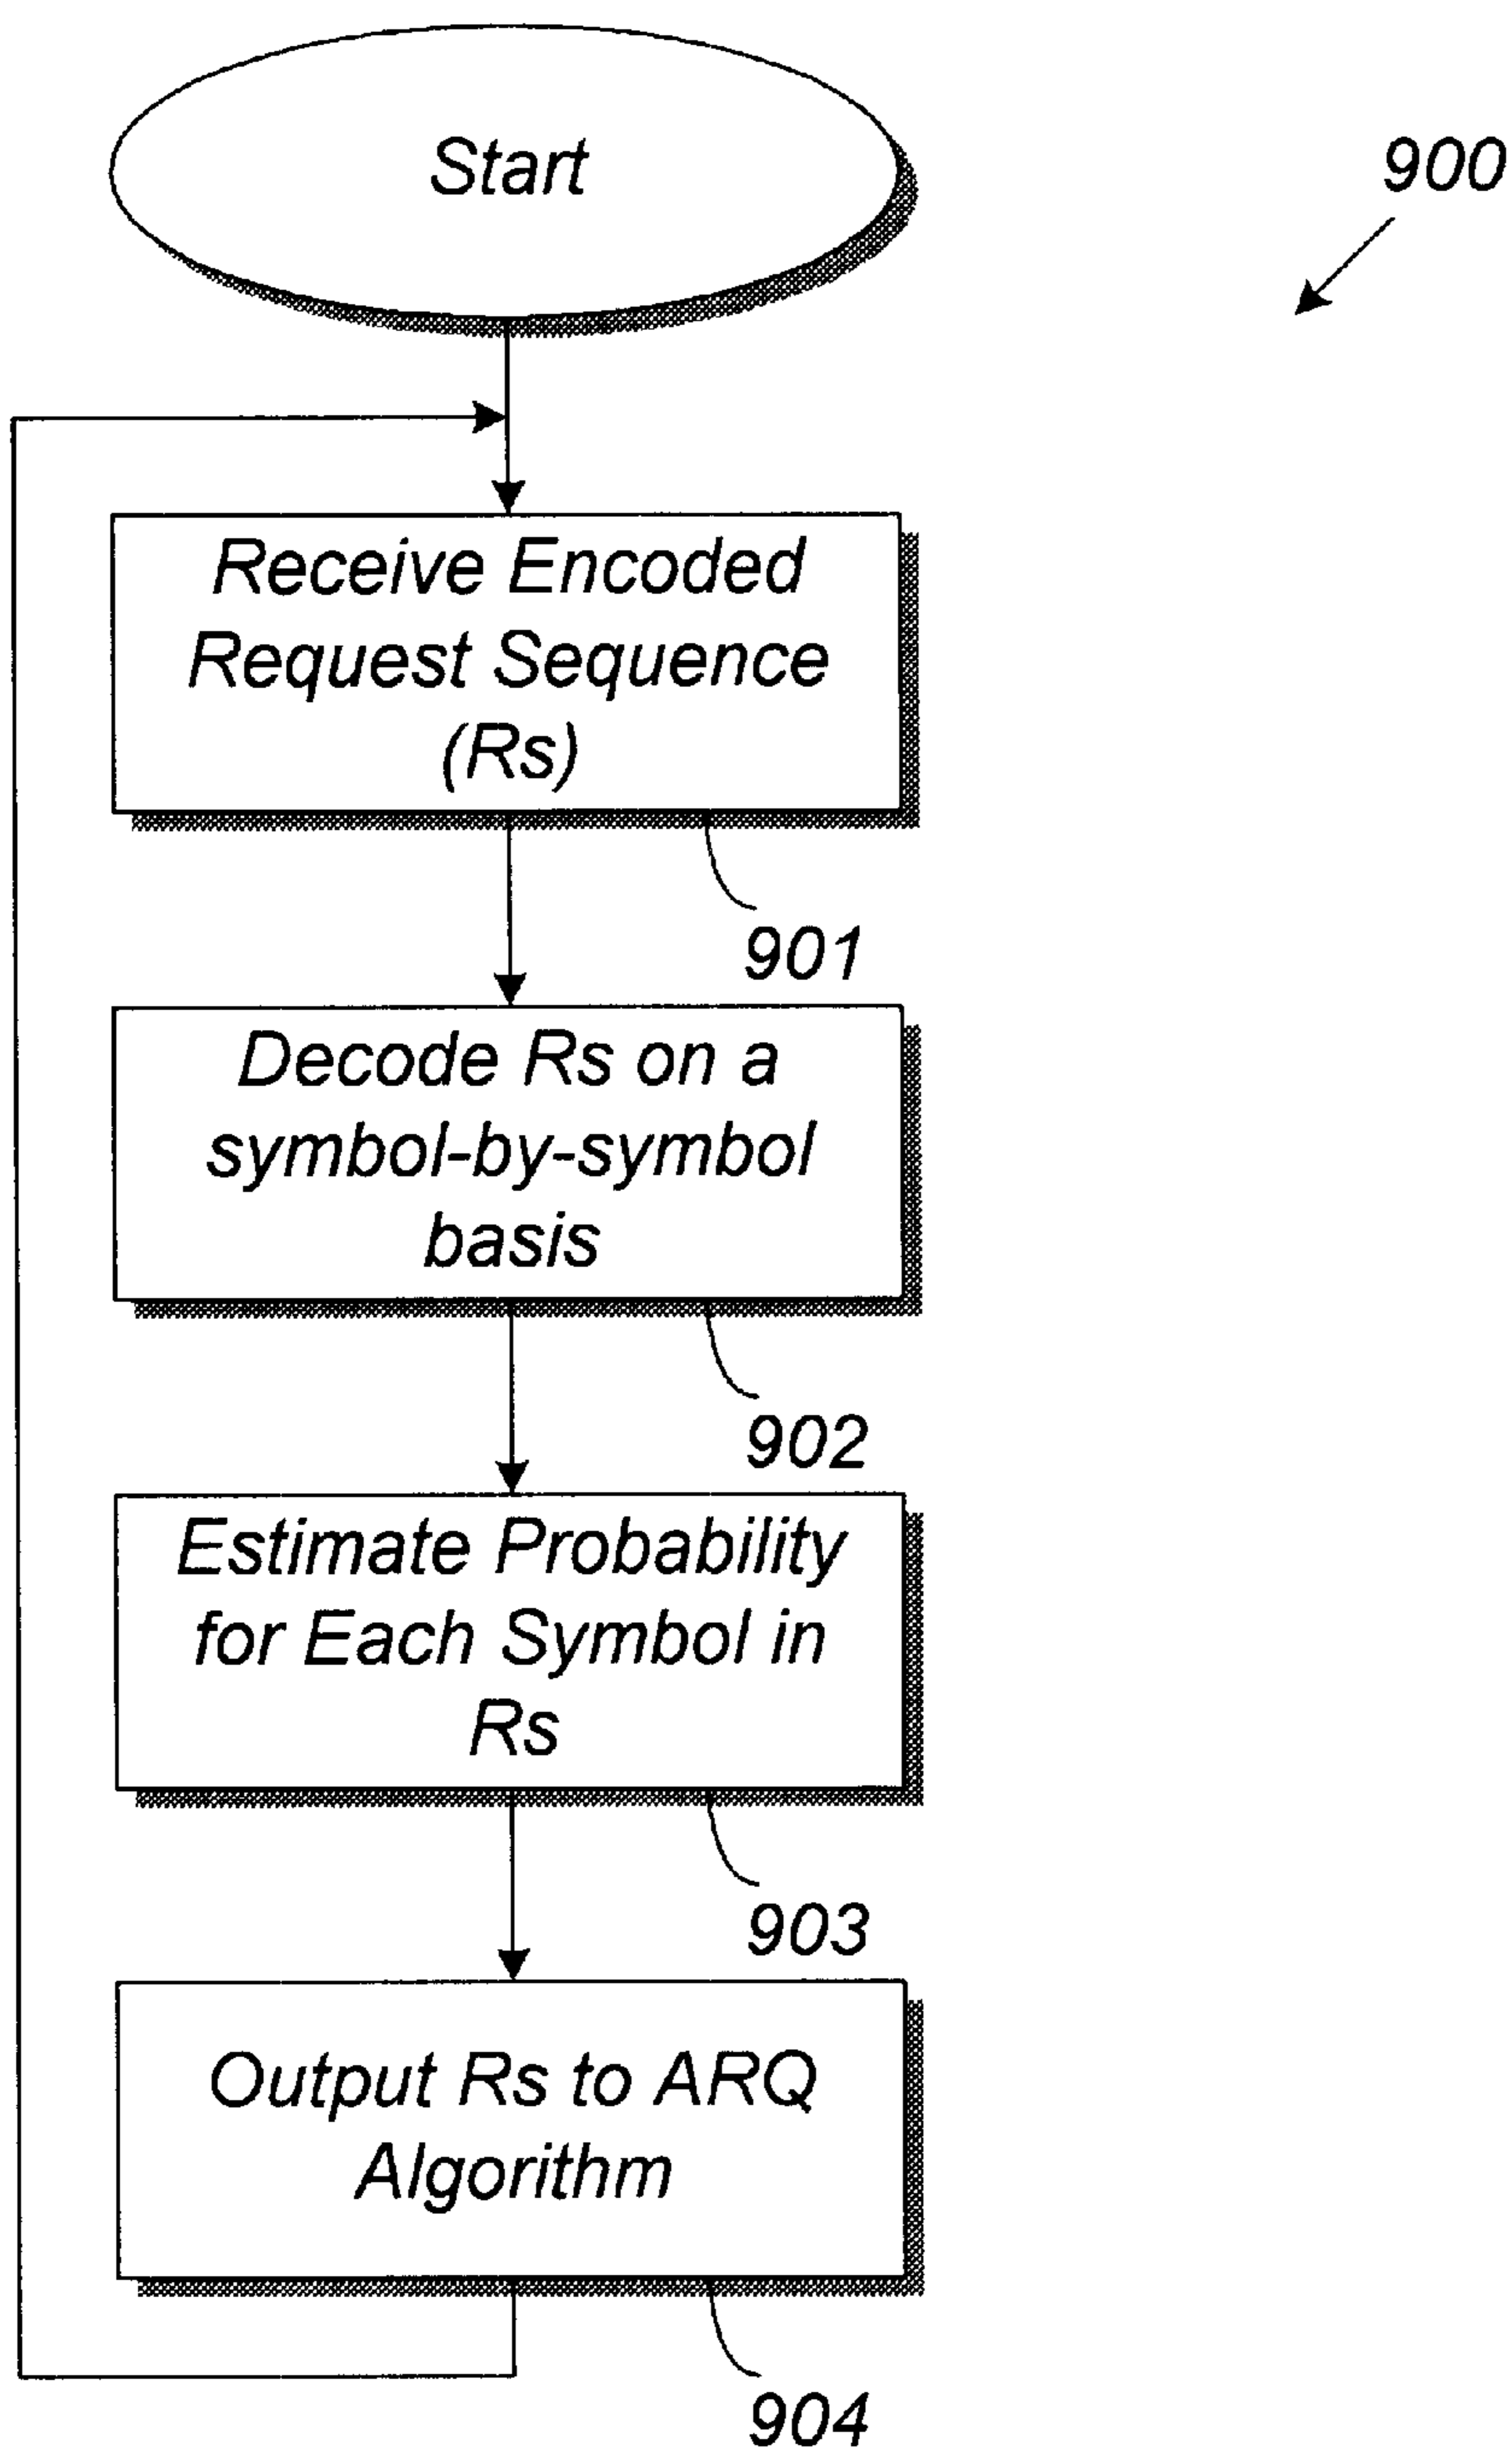 Start
900
Receive Encoded
Request Sequence
(Rs)
901
Decode Rs on a
symbol-by-symbol
basis
902
Estimate Probability
for Each Symbol in
Rs
903
Output Rs to ARQ
Algorithm
904